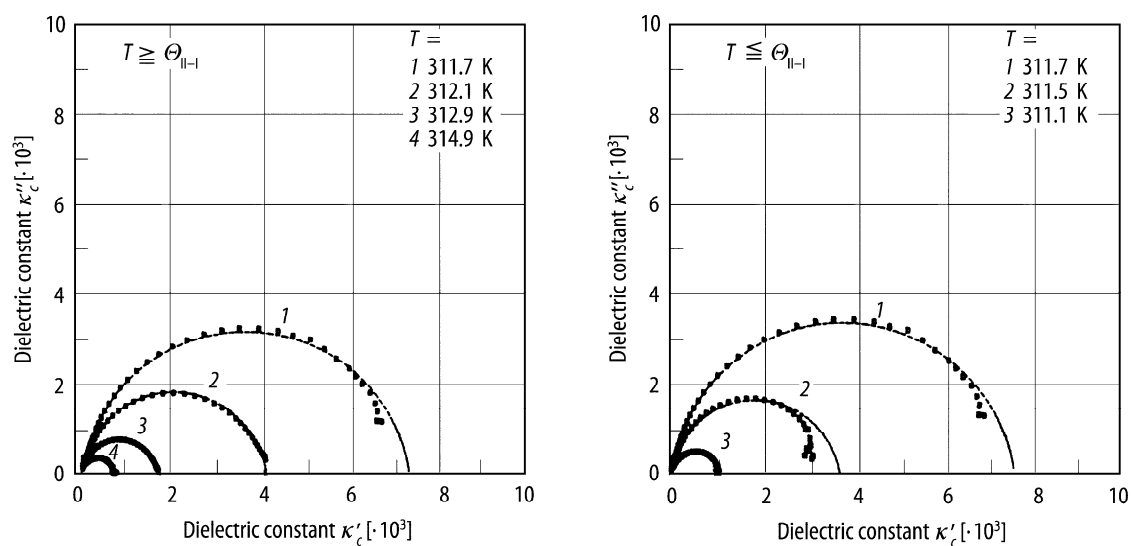 T ≧ Θ_II–I
T =
1 311.7 K
2 312.1 K
3 312.9 K
4 314.9 K
10
8
6
4
2
0
Dielectric constant κ″_c [·10³]
1
2
3
4
0 2 4 6 8 10
Dielectric constant κ′_c [·10³]
T ≦ Θ_II–I
T =
1 311.7 K
2 311.5 K
3 311.1 K
10
8
6
4
2
0
Dielectric constant κ″_c [·10³]
1
2
3
0 2 4 6 8 10
Dielectric constant κ′_c [·10³]